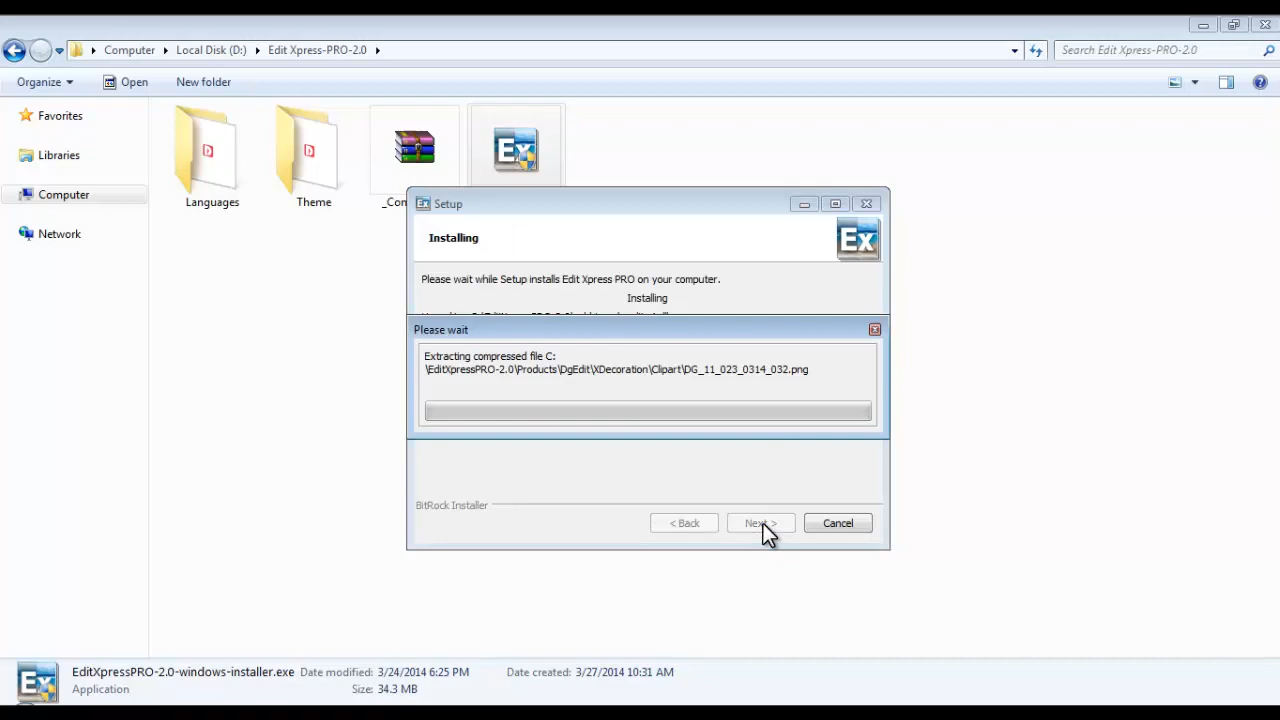 Computer
Local Disk (D:)
Edit Xpress-PRO-2.0
Search Edit Xpress-PRO-2.0
Organize
Open
New folder
Favorites
Libraries
Computer
Network
Languages
Theme
Ex
Ex Setup
Installing
Ex
Please wait while Setup installs Edit Xpress PRO on your computer.
Installing
Please wait
Extracting compressed file C:
\EditXpressPRO-2.0\Products\DgEdit\XDecoration\Clipart\DG_11_023_0314_032.png
BitRock Installer
< Back
Next >
Cancel
Ex
EditXpressPRO-2.0-windows-installer.exe Date modified: 3/24/2014 6:25 PM Date created: 3/27/2014 10:31 AM
Application Size: 34.3 MB